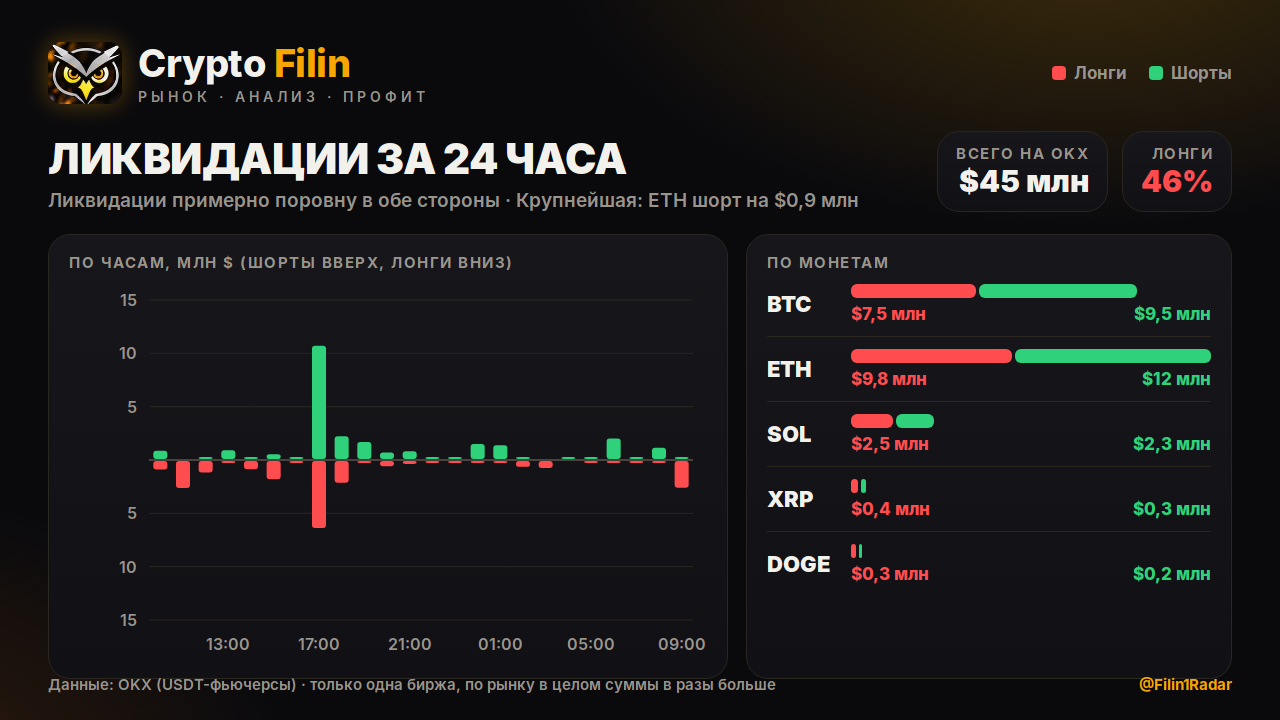 Crypto Filin
РЫНОК · АНАЛИЗ · ПРОФИТ
Лонги
Шорты
ЛИКВИДАЦИИ ЗА 24 ЧАСА
Ликвидации примерно поровну в обе стороны · Крупнейшая: ETH шорт на $0,9 млн
ВСЕГО НА OKX
$45 млн
ЛОНГИ
46%
ПО ЧАСАМ, МЛН $ (ШОРТЫ ВВЕРХ, ЛОНГИ ВНИЗ)
15
10
5
5
10
15
13:00 17:00 21:00 01:00 05:00 09:00
ПО МОНЕТАМ
BTC
$7,5 млн $9,5 млн
ETH
$9,8 млн $12 млн
SOL
$2,5 млн $2,3 млн
XRP
$0,4 млн $0,3 млн
DOGE
$0,3 млн $0,2 млн
Данные: OKX (USDT-фьючерсы) · только одна биржа, по рынку в целом суммы в разы больше
@Filin1Radar